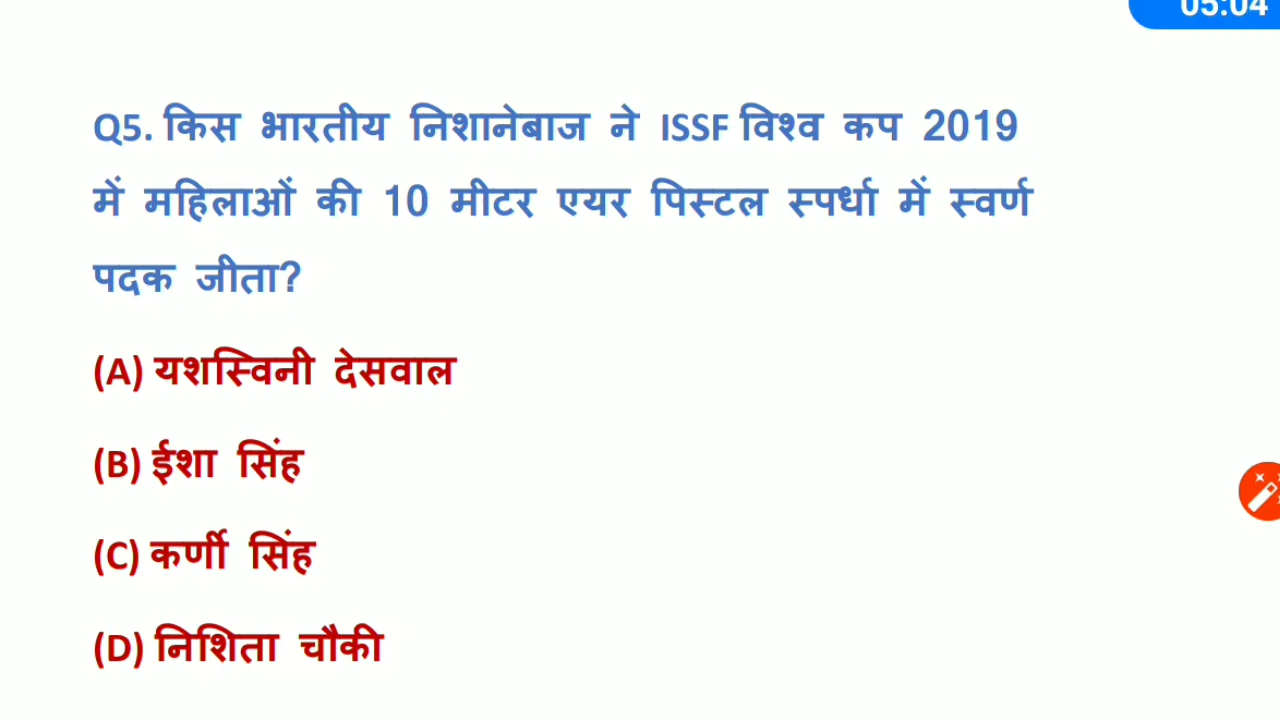 05:04
Q5. किस भारतीय निशानेबाज ने ISSF विश्व कप 2019
में महिलाओं की 10 मीटर एयर पिस्टल स्पर्धा में स्वर्ण
पदक जीता?
(A) यशस्विनी देसवाल
(B) ईशा सिंह
(C) कर्णी सिंह
(D) निशिता चौकी